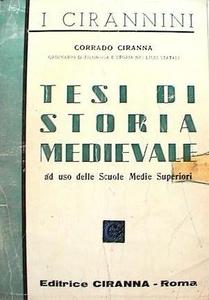 I CIRANNINI
CORRADO CIRANNA
ORDINARIO DI FILOSOFIA E STORIA NEI LICEI STATALI
TESI DI
STORIA
MEDIEVALE
ad uso delle Scuole Medie Superiori
Editrice CIRANNA - Roma